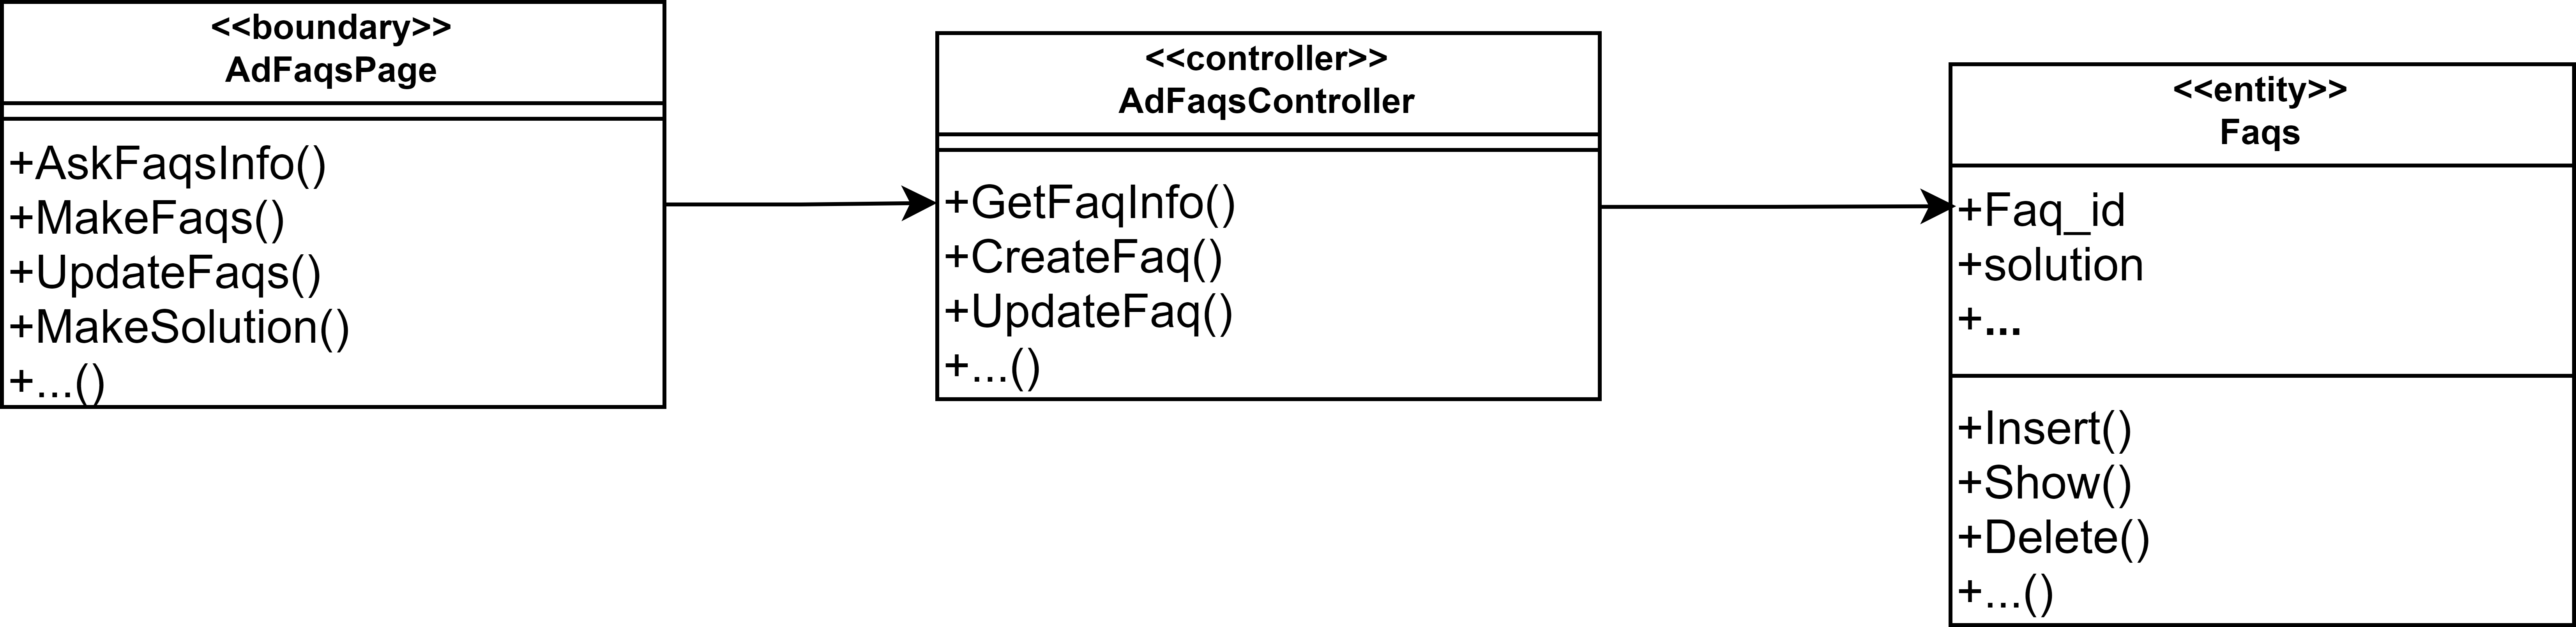 <<boundary>>
AdFaqsPage
+AskFaqsInfo()
+MakeFaqs()
+UpdateFaqs()
+MakeSolution()
+...()
<<controller>>
AdFaqsController
+GetFaqInfo()
+CreateFaq()
+UpdateFaq()
+...()
<<entity>>
Faqs
+Faq_id
+solution
+...
+Insert()
+Show()
+Delete()
+...()